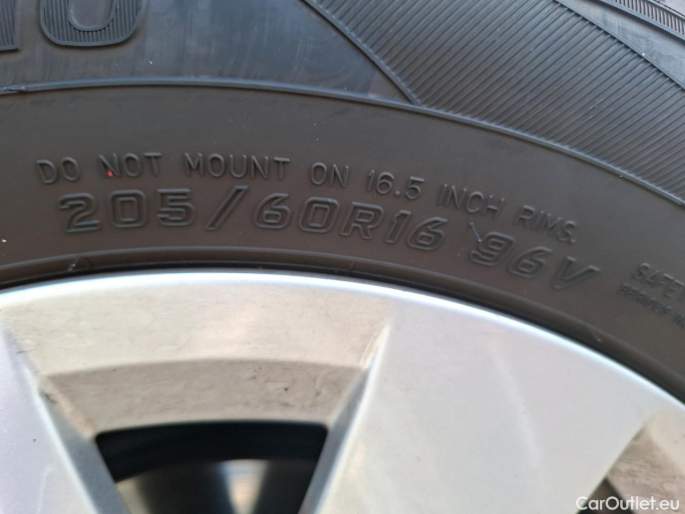 DO NOT MOUNT ON 16.5 INCH RIMS.
205/60R16 96V
CarOutlet.eu